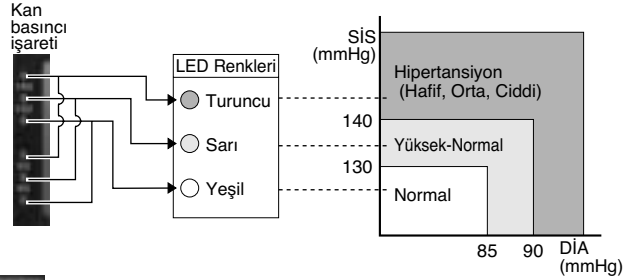 Kan
basıncı
işareti
LED Renkleri
Turuncu
Sarı
Yeşil
SİS
(mmHg)
Hipertansiyon
(Hafif, Orta, Ciddi)
140
Yüksek-Normal
130
Normal
85
90
DİA
(mmHg)